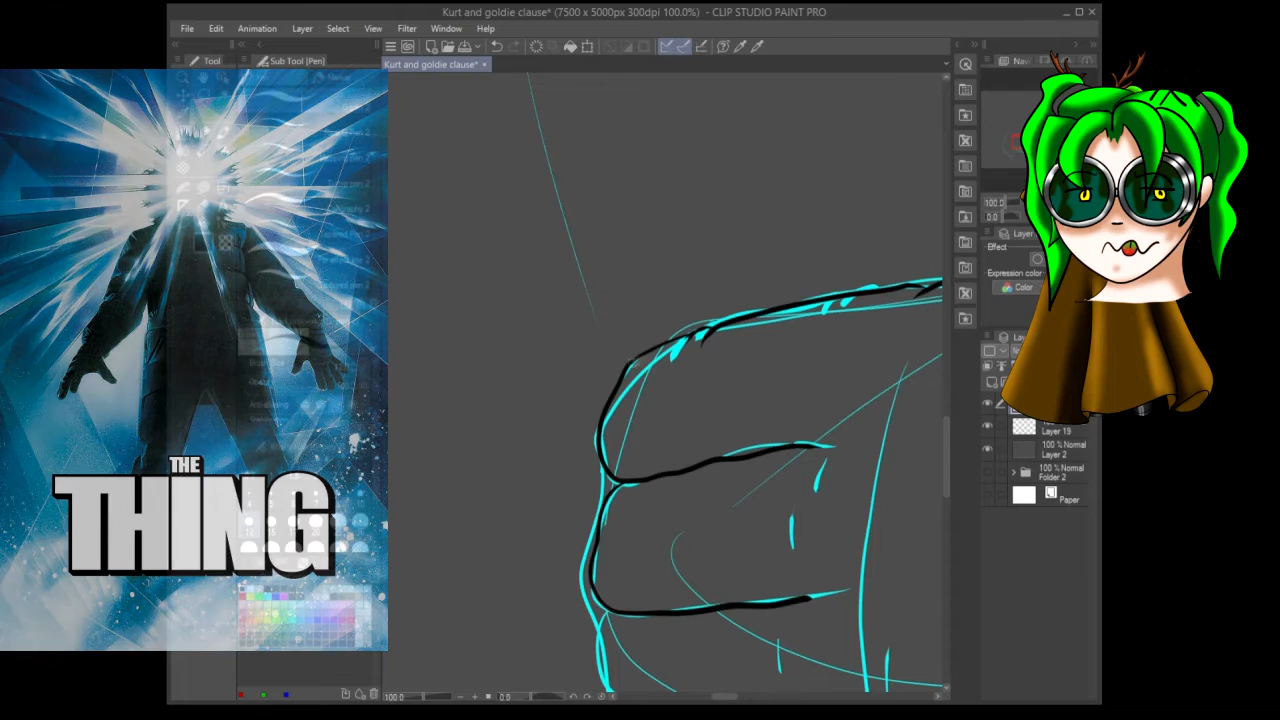 Kurt and goldie clause* (7500 x 5000px 300dpi 100.0%) - CLIP STUDIO PAINT PRO
File Edit Animation Layer Select View Filter Window Help
Kurt and goldie clause*
Tool
Sub Tool [Pen]
Nav
100.0
0.0
Layer
Effect
Expression color
Color
Layer 19
100 % Normal
Layer 2
100 % Normal
Folder 2
Paper
THE
THING
100.0
0.0